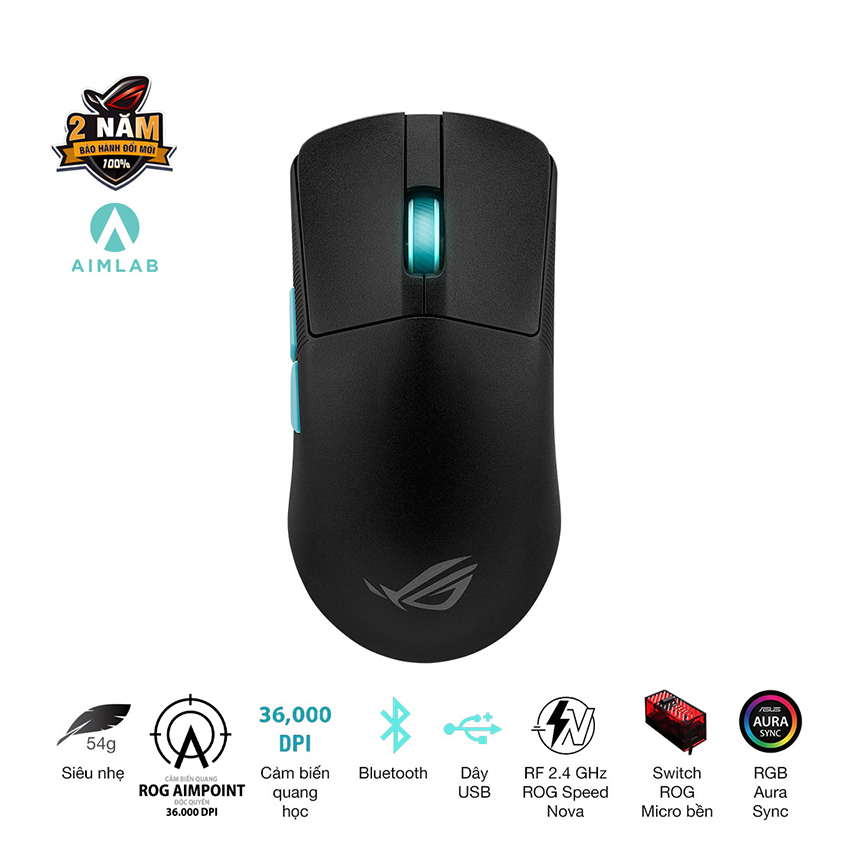 2 NĂM
BẢO HÀNH ĐỔI MỚI
100%
AIMLAB
54g
Siêu nhẹ
CẢM BIẾN QUANG
ROG AIMPOINT
ĐỘC QUYỀN
36.000 DPI
36,000
DPI
Cảm biến
quang
học
Bluetooth
Dây
USB
RF 2.4 GHz
ROG Speed
Nova
Switch
ROG
Micro bền
ASUS
AURA
SYNC
RGB
Aura
Sync